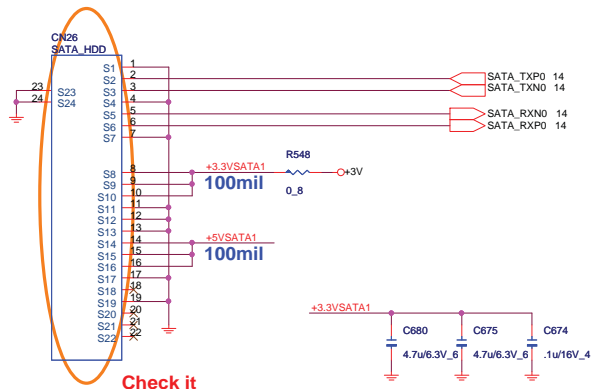 CN26
SATA_HDD
S1 1
S2 2 SATA_TXP0 14
23 S23 S3 3 SATA_TXN0 14
24 S24 S4 4
S5 5 SATA_RXN0 14
S6 6 SATA_RXP0 14
S7 7
R548
S8 8 +3.3VSATA1 +3V
S9 9 100mil
S10 10 0_8
S11 11
S12 12
S13 13
S14 14 +5VSATA1
S15 15 100mil
S16 16
S17 17
S18 18
S19 19
S20 20
S21 21
S22 22
+3.3VSATA1
C680 C675 C674
4.7u/6.3V_6 4.7u/6.3V_6 .1u/16V_4
Check it